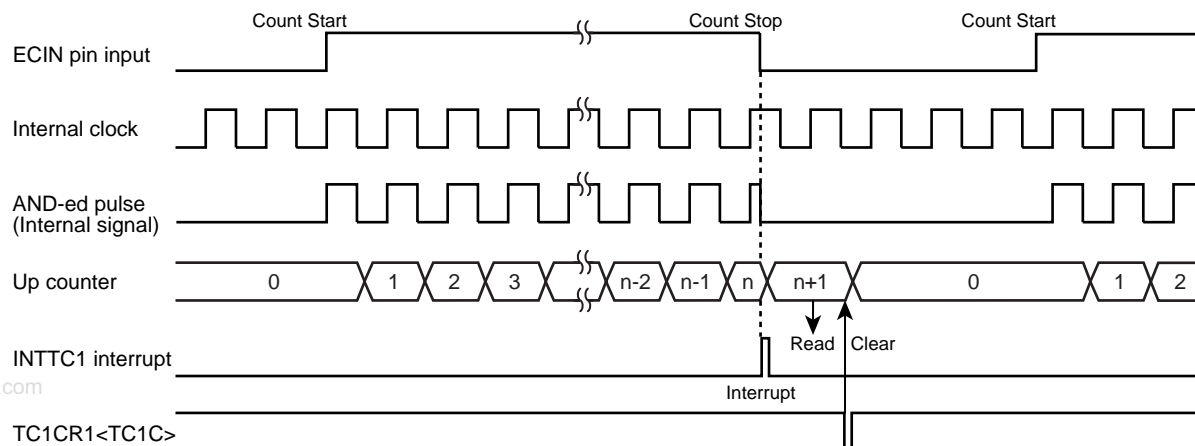 Count Start
Count Stop
Count Start
ECIN pin input
Internal clock
AND-ed pulse
(Internal signal)
Up counter
0 1 2 3 n-2 n-1 n n+1 0 1 2
Read Clear
INTTC1 interrupt
com
Interrupt
TC1CR1<TC1C>